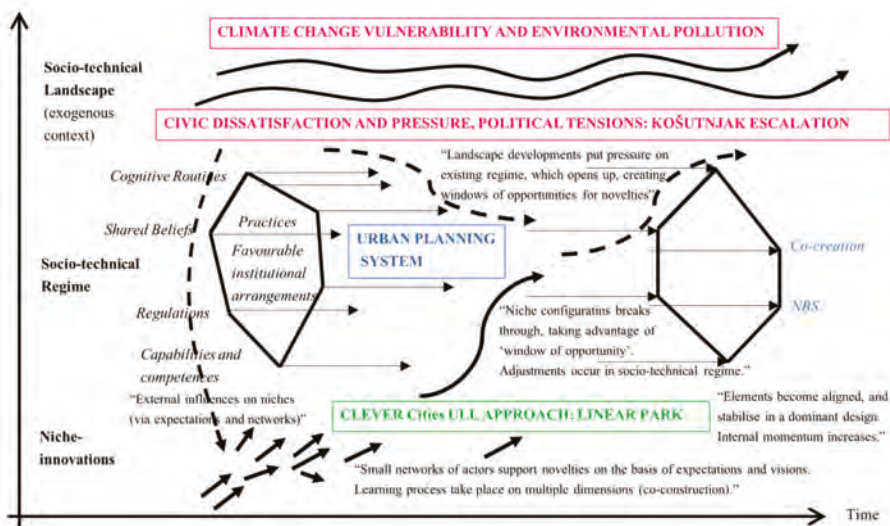 CLIMATE CHANGE VULNERABILITY AND ENVIRONMENTAL POLLUTION
Socio-technical
Landscape
(exogenous
context)
CIVIC DISSATISFACTION AND PRESSURE, POLITICAL TENSIONS: KOŠUTNJAK ESCALATION
Cognitive Routines
“Landscape developments put pressure on
existing regime, which opens up, creating
windows of opportunities for novelties”
Shared Beliefs
Practices
Favourable
institutional
arrangements
URBAN PLANNING
SYSTEM
Co-creation
Socio-technical
Regime
Regulations
NBS
“Niche configuratins breaks
through, taking advantage of
‘window of opportunity’.
Adjustments occur in socio-technical regime.”
Capabilities and
competences
“External influences on niches
(via expectations and networks)”
CLEVER Cities ULL APPROACH: LINEAR PARK
“Elements become aligned, and
stabilise in a dominant design.
Internal momentum increases.”
Niche-
innovations
“Small networks of actors support novelties on the basis of expectations and visions.
Learning process take place on multiple dimensions (co-construction).”
Time